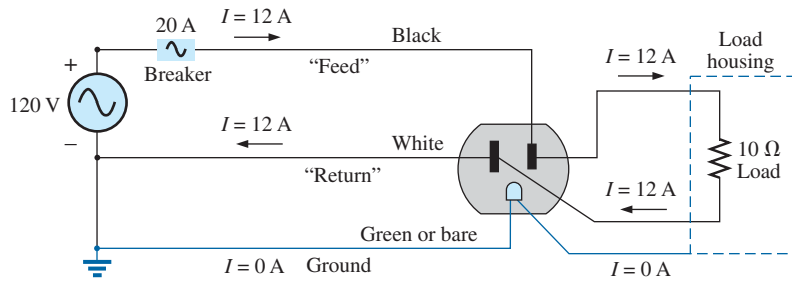 20 A
I = 12 A
Breaker
"Feed"
Black
+
120 V
−
I = 12 A
White
"Return"
Green or bare
I = 0 A
Ground
Load
housing
I = 12 A
10 Ω
Load
I = 12 A
I = 0 A